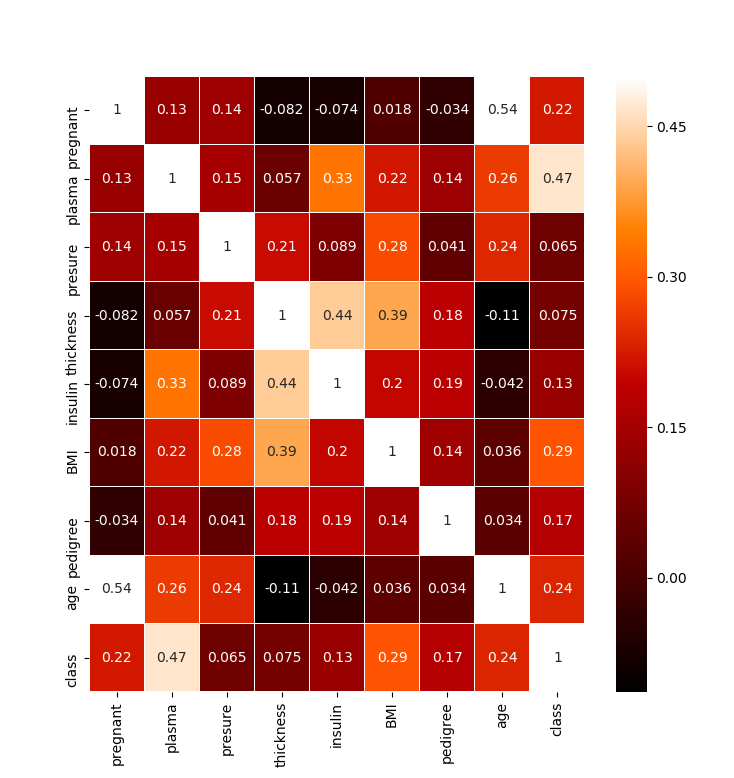 pregnant 1 0.13 0.14 -0.082 -0.074 0.018 -0.034 0.54 0.22
plasma 0.13 1 0.15 0.057 0.33 0.22 0.14 0.26 0.47
presure 0.14 0.15 1 0.21 0.089 0.28 0.041 0.24 0.065
thickness -0.082 0.057 0.21 1 0.44 0.39 0.18 -0.11 0.075
insulin -0.074 0.33 0.089 0.44 1 0.2 0.19 -0.042 0.13
BMI 0.018 0.22 0.28 0.39 0.2 1 0.14 0.036 0.29
pedigree -0.034 0.14 0.041 0.18 0.19 0.14 1 0.034 0.17
age 0.54 0.26 0.24 -0.11 -0.042 0.036 0.034 1 0.24
class 0.22 0.47 0.065 0.075 0.13 0.29 0.17 0.24 1
pregnant plasma presure thickness insulin BMI pedigree age class
0.45
0.30
0.15
0.00